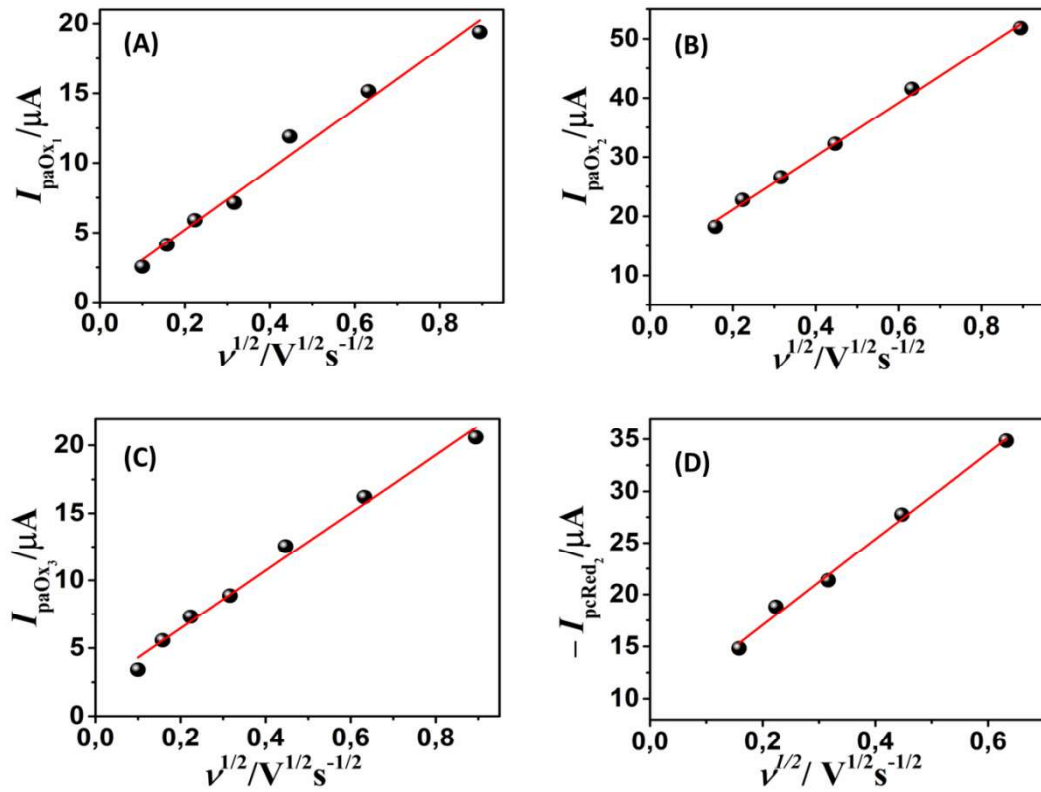 (A)
I_paOx₁/µA
20
15
10
5
0
0,0 0,2 0,4 0,6 0,8
ν^1/2/V^1/2s^-1/2
(B)
I_paOx₂/µA
50
40
30
20
10
0,0 0,2 0,4 0,6 0,8
ν^1/2/V^1/2s^-1/2
(C)
I_paOx₃/µA
20
15
10
5
0
0,0 0,2 0,4 0,6 0,8
ν^1/2/V^1/2s^-1/2
(D)
– I_pcRed₂/µA
35
30
25
20
15
10
0,0 0,2 0,4 0,6
ν^1/2/ V^1/2s^-1/2